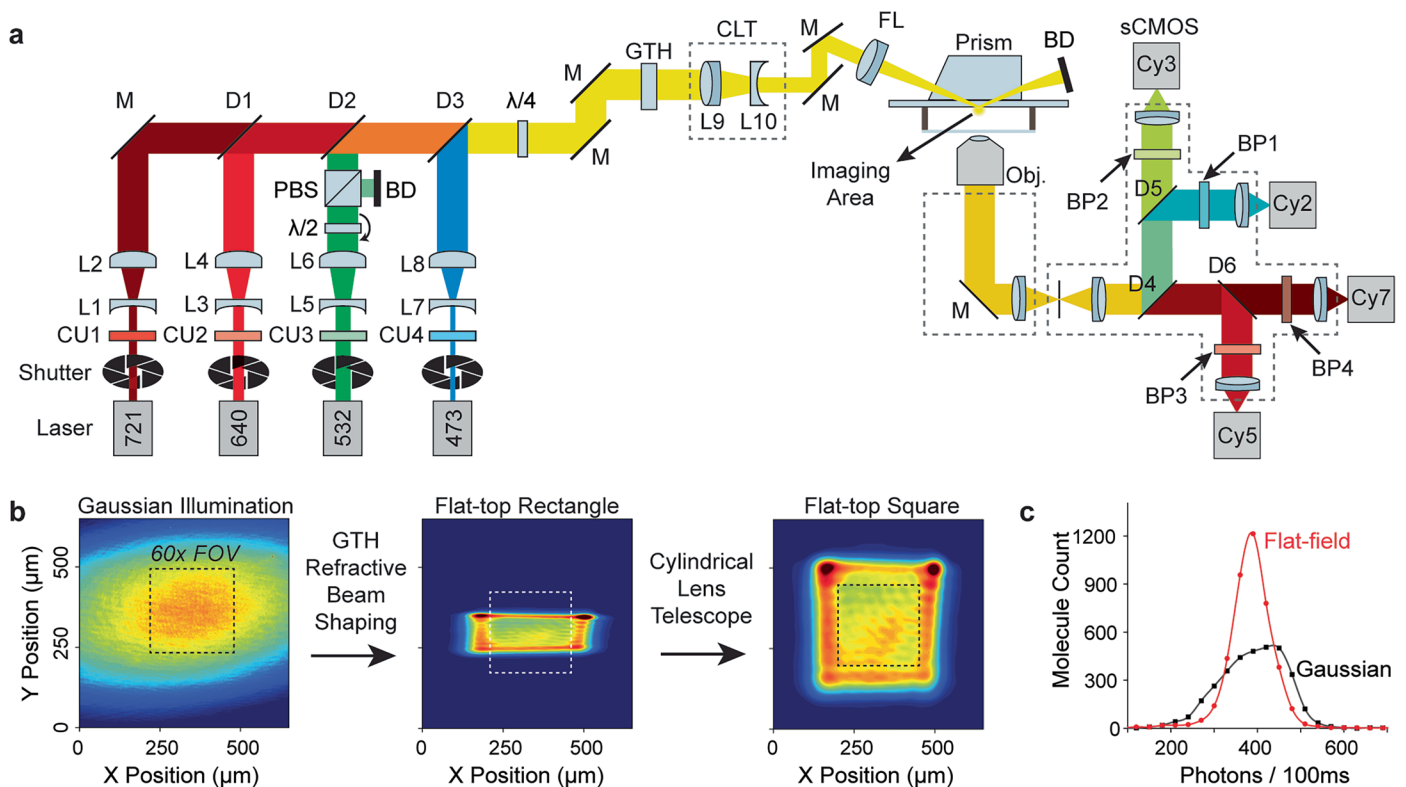 a
M
D1
D2
D3
λ/4
M
M
GTH
CLT
L9
L10
M
M
FL
Prism
BD
sCMOS
Cy3
PBS
BD
λ/2
L2
L4
L6
L8
L1
L3
L5
L7
CU1
CU2
CU3
CU4
Shutter
Laser
721
640
532
473
Imaging
Area
Obj.
M
BP2
D5
BP1
Cy2
D4
D6
Cy7
BP3
BP4
Cy5
b
Gaussian Illumination
60x FOV
Y Position (µm)
500
250
0
0
250
500
X Position (µm)
GTH
Refractive
Beam
Shaping
Flat-top Rectangle
0
250
500
X Position (µm)
Cylindrical
Lens
Telescope
Flat-top Square
0
250
500
X Position (µm)
c
Molecule Count
1200
900
600
300
0
Flat-field
Gaussian
200
400
600
Photons / 100ms